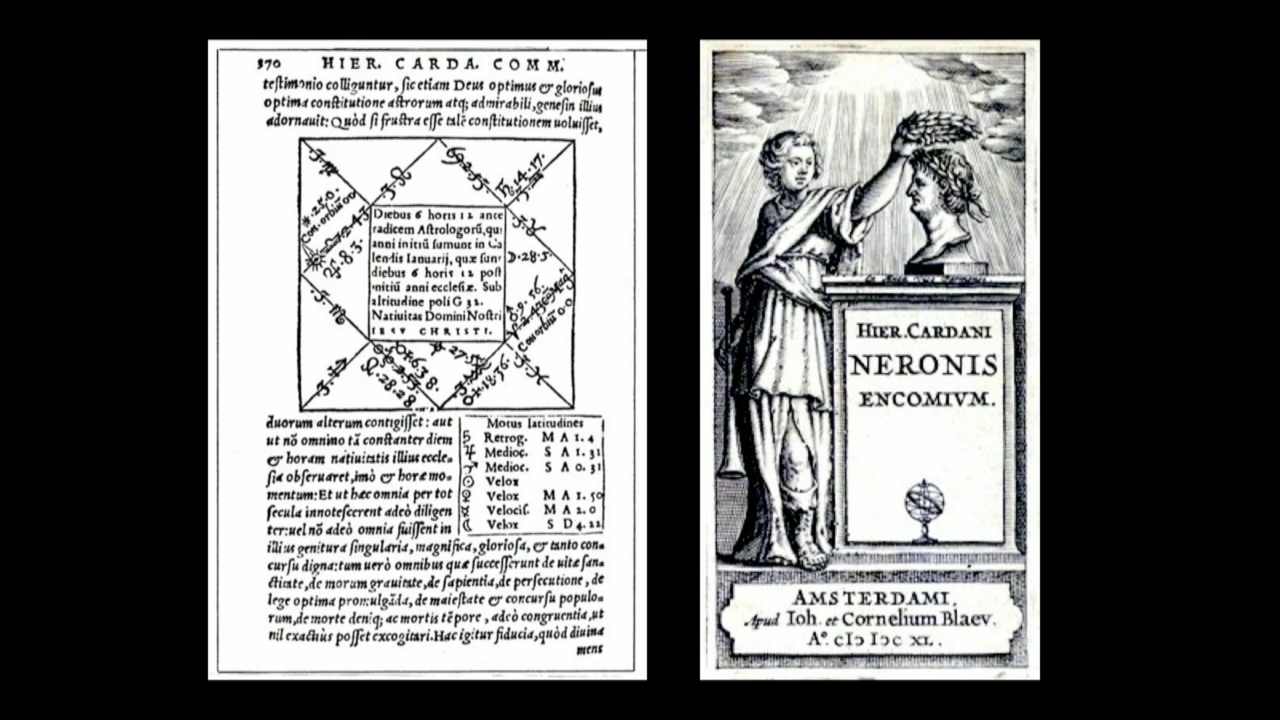 370 HIER. CARDA. COMM.
teſtimonio colliguntur, ſic etiam Deus optimus & glorioſus
optima conſtitutione aſtrorum atq; admirabili, geneſin illius
adornauit: Quòd ſi fruſtra eſſe talē conſtitutionem uoluiſſet,
Diebus 6 horis 12 ante
radicem Aſtrologorū, qui
anni initiū ſumunt in Ca
lendis Ianuarij, quæ ſunt
diebus 6 horis 12 poſt
initiū anni eccleſiæ. Sub
altitudine poli G 32.
Natiuitas Domini Noſtri
IESV CHRISTI.
duorum alterum contigiſſet: aut
ut nō omnino tā conſtanter diem
& horam natiuitatis illius eccle-
ſia obſeruaret, imò & horæ mo-
mentum: Et ut hæc omnia per tot
ſecula innoteſcerent adeò diligen
ter: uel nō adeò omnia fuiſſent in
Motus latitudines
♄ Retrog. M A 1. 4
♃ Medioc. S A 1. 31
♂ Medioc. S A 0. 31
☉ Velox
♀ Velox M A 1. 50
☿ Velociſ. M A 2. 0
☾ Velox S D 4. 22
illius genitura ſingularia, magnifica, glorioſa, & tanto con-
curſu digna: tum uerò omnibus quæ ſucceſſerunt de uitæ ſan-
ctitate, de morum grauitate, de ſapientia, de perſecutione, de
lege optima promulgāda, de maieſtate & concurſu populo-
rum, de morte deniq; ac mortis tēpore, adeò congruentia, ut
nil exactius poſſet excogitari. Hac igitur fiducia, quòd diuina
mens
HIER. CARDANI
NERONIS
ENCOMIVM.
AMSTERDAMI,
Apud Ioh. et Cornelium Blaev.
Aº. cIↃ IↃc XL.